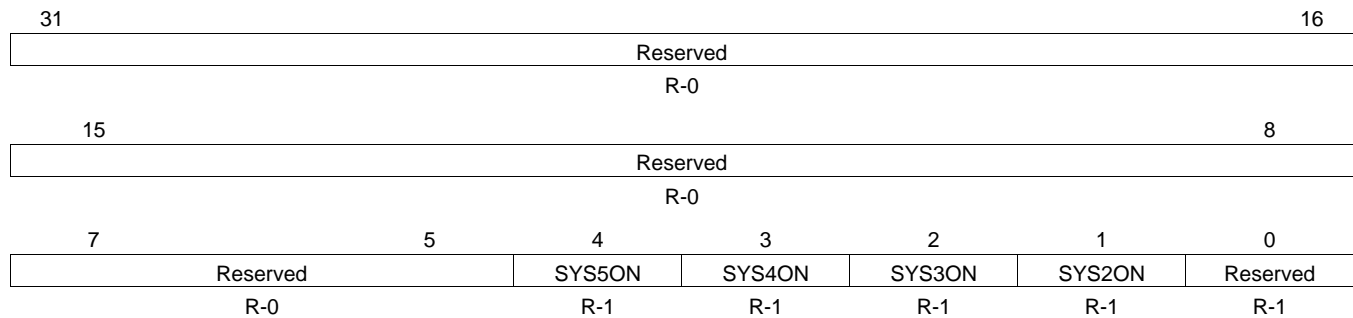 31 16
Reserved
R-0
15 8
Reserved
R-0
7 5 4 3 2 1 0
Reserved SYS5ON SYS4ON SYS3ON SYS2ON Reserved
R-0 R-1 R-1 R-1 R-1 R-1